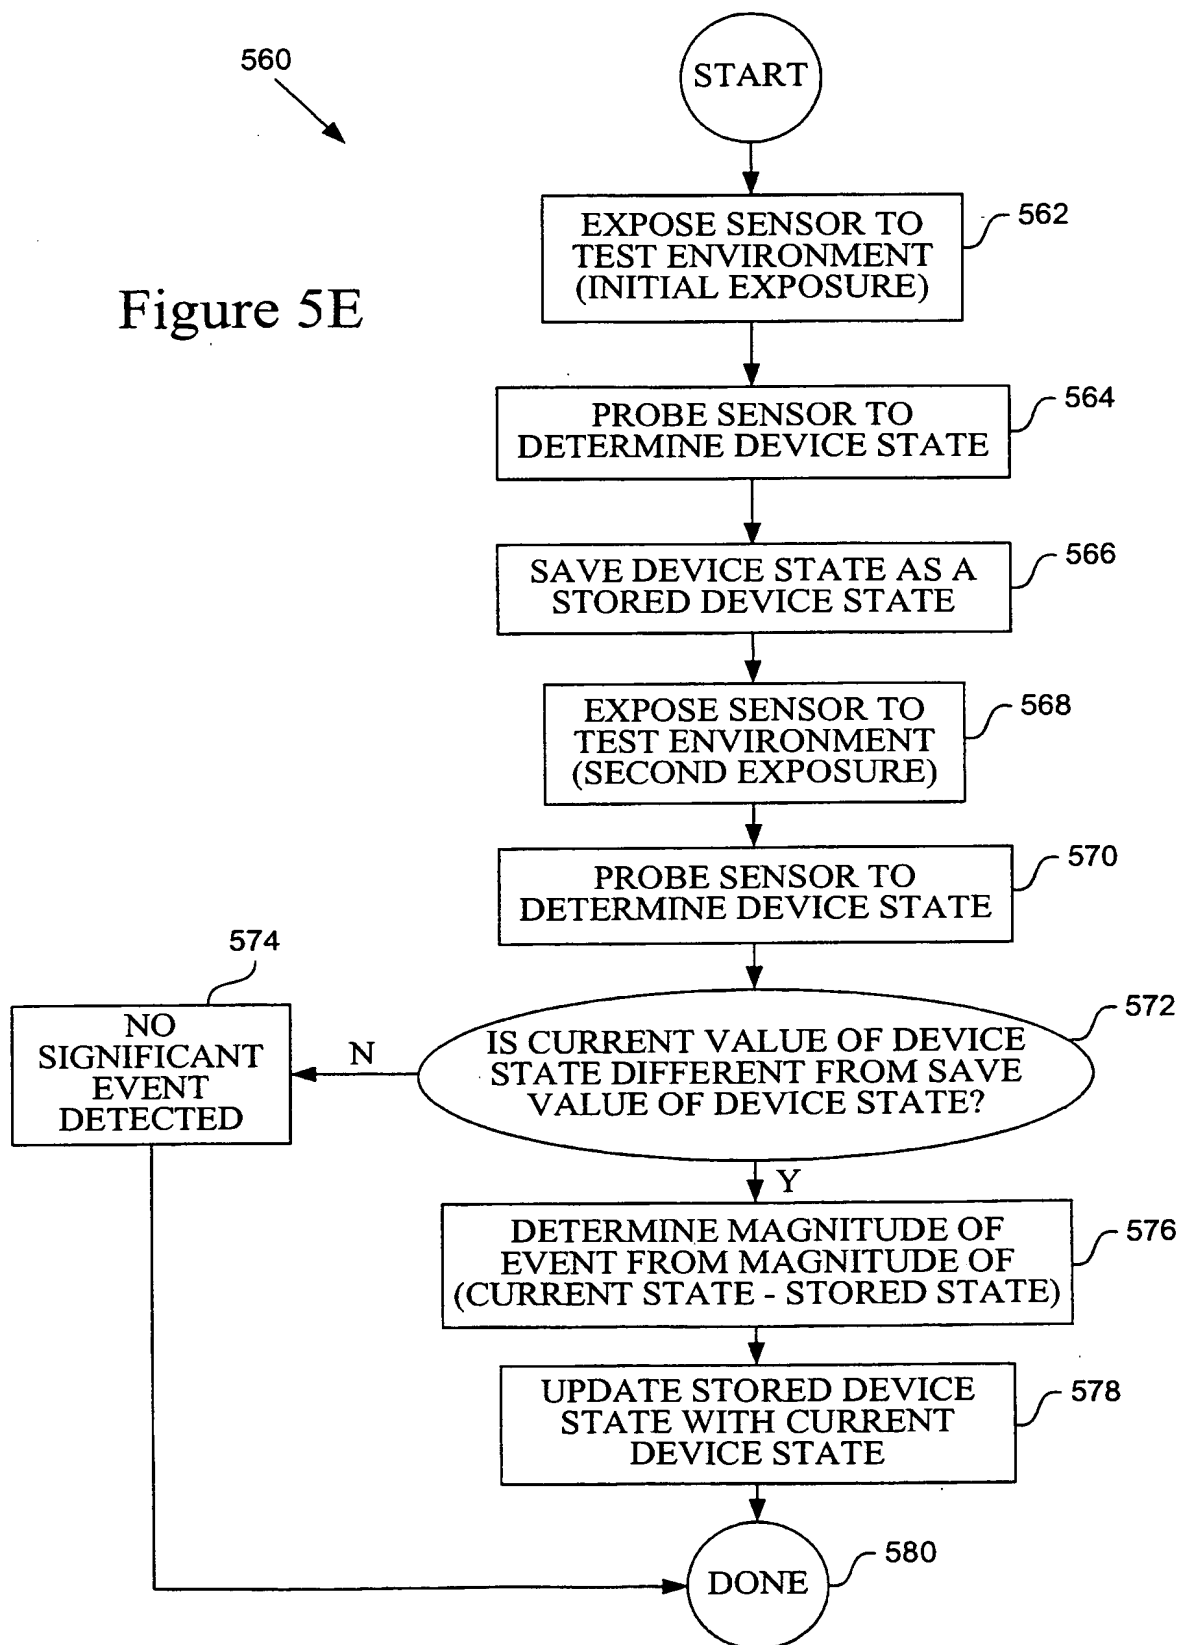 560
START
562
EXPOSE SENSOR TO
TEST ENVIRONMENT
(INITIAL EXPOSURE)
Figure 5E
564
PROBE SENSOR TO
DETERMINE DEVICE STATE
566
SAVE DEVICE STATE AS A
STORED DEVICE STATE
568
EXPOSE SENSOR TO
TEST ENVIRONMENT
(SECOND EXPOSURE)
570
PROBE SENSOR TO
DETERMINE DEVICE STATE
574
NO
SIGNIFICANT
EVENT
DETECTED
N
572
IS CURRENT VALUE OF DEVICE
STATE DIFFERENT FROM SAVE
VALUE OF DEVICE STATE?
Y
576
DETERMINE MAGNITUDE OF
EVENT FROM MAGNITUDE OF
(CURRENT STATE - STORED STATE)
578
UPDATE STORED DEVICE
STATE WITH CURRENT
DEVICE STATE
580
DONE